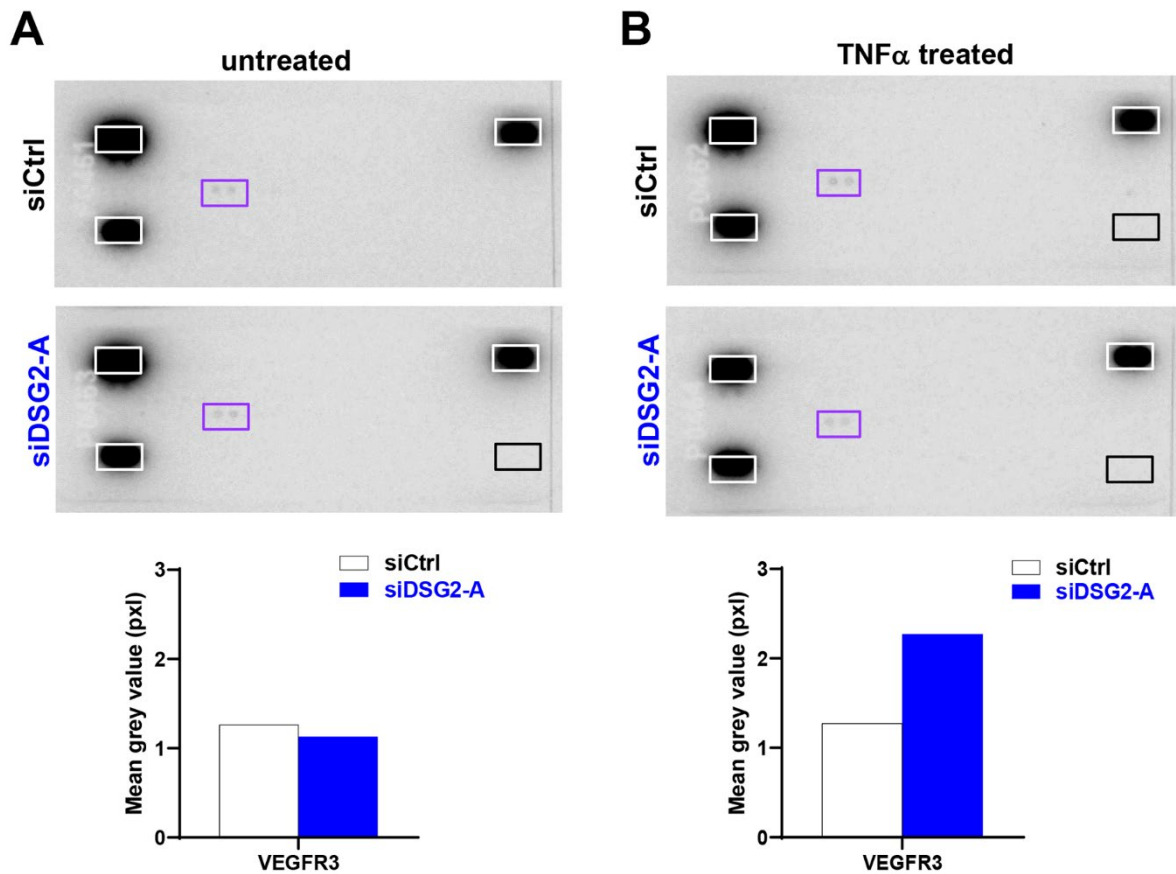 A
untreated
siCtrl
siDSG2-A
3
2
1
0
Mean grey value (pxl)
siCtrl
siDSG2-A
VEGFR3
B
TNFα treated
siCtrl
siDSG2-A
3
2
1
0
Mean grey value (pxl)
siCtrl
siDSG2-A
VEGFR3